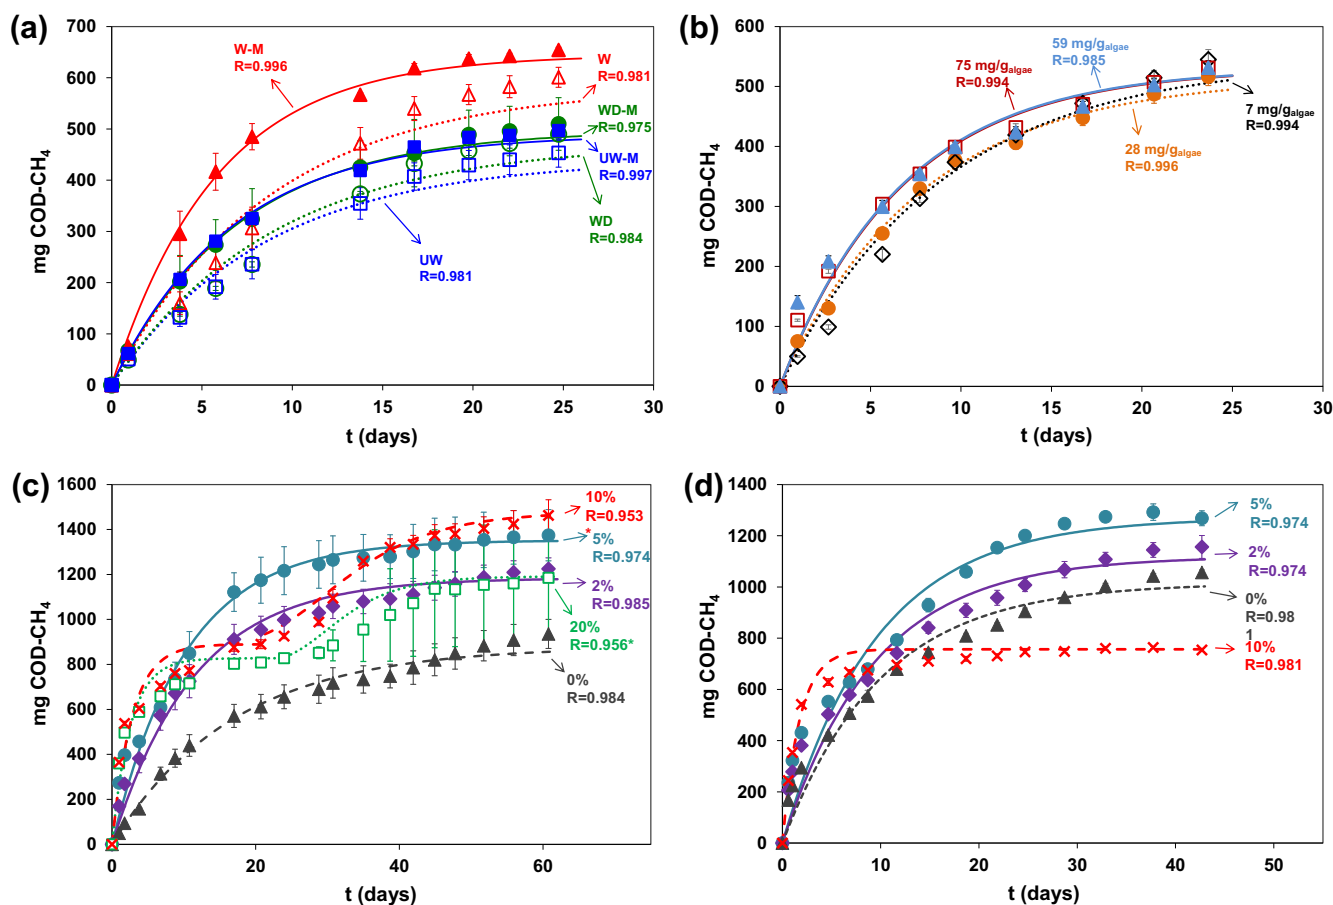 (a)
mg COD-CH4
700
600
500
400
300
200
100
0
0
5
10
15
20
25
30
t (days)
W-M
R=0.996
W
R=0.981
WD-M
R=0.975
UW-M
R=0.997
WD
R=0.984
UW
R=0.981
(b)
mg COD-CH4
600
500
400
300
200
100
0
0
5
10
15
20
25
30
t (days)
75 mg/galgae
R=0.994
59 mg/galgae
R=0.985
7 mg/galgae
R=0.994
28 mg/galgae
R=0.996
(c)
mg COD-CH4
1600
1400
1200
1000
800
600
400
200
0
0
20
40
60
t (days)
10%
R=0.953
*
5%
R=0.974
2%
R=0.985
20%
R=0.956*
0%
R=0.984
(d)
mg COD-CH4
1400
1200
1000
800
600
400
200
0
0
10
20
30
40
50
t (days)
5%
R=0.974
2%
R=0.974
0%
R=0.98
1
10%
R=0.981